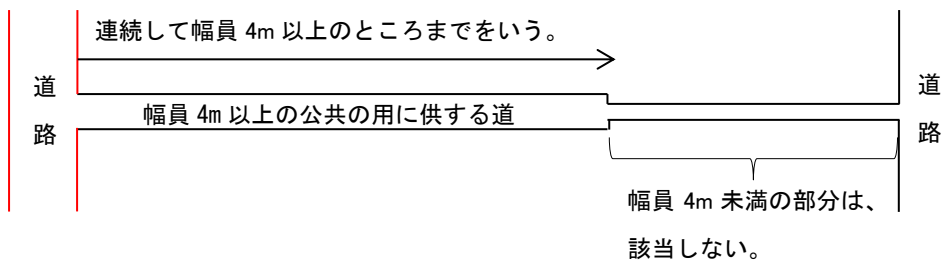 連続して幅員 4m 以上のところまでをいう。
道路
幅員 4m 以上の公共の用に供する道
道路
幅員 4m 未満の部分は、
該当しない。